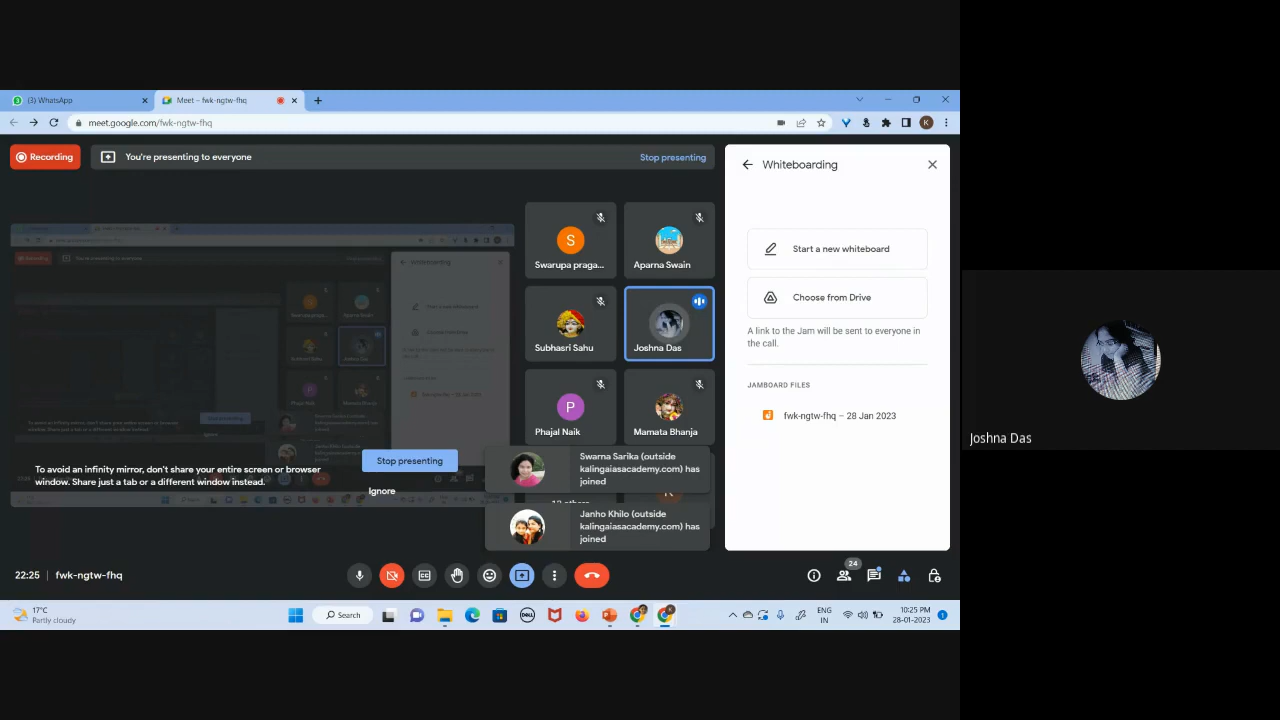 (3) WhatsApp
Meet – fwk-ngtw-fhq
meet.google.com/fwk-ngtw-fhq
K
Recording
You're presenting to everyone
Stop presenting
Whiteboarding
Start a new whiteboard
Choose from Drive
A link to the Jam will be sent to everyone in
the call.
JAMBOARD FILES
fwk-ngtw-fhq – 28 Jan 2023
S
Swarupa praga...
Aparna Swain
Subhasri Sahu
Joshna Das
P
Phajal Naik
Mamata Bhanja
To avoid an infinity mirror, don't share your entire screen or browser
window. Share just a tab or a different window instead.
Stop presenting
Ignore
Swarna Sarika (outside
kalingaiasacademy.com) has
joined
Janho Khilo (outside
kalingaiasacademy.com) has
joined
22:25 | fwk-ngtw-fhq
24
17°C
Partly cloudy
Search
DELL
ENG
IN
10:25 PM
28-01-2023
1
Joshna Das